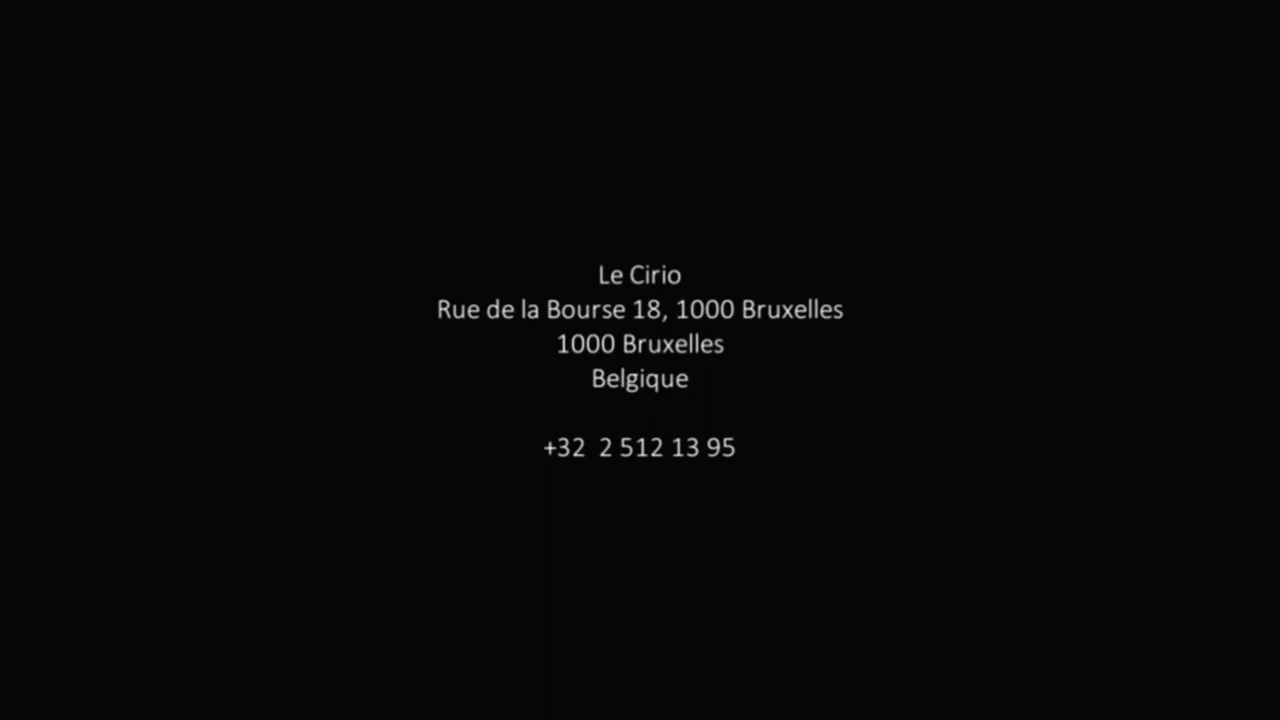 Le Cirio
Rue de la Bourse 18, 1000 Bruxelles
1000 Bruxelles
Belgique
+32  2 512 13 95